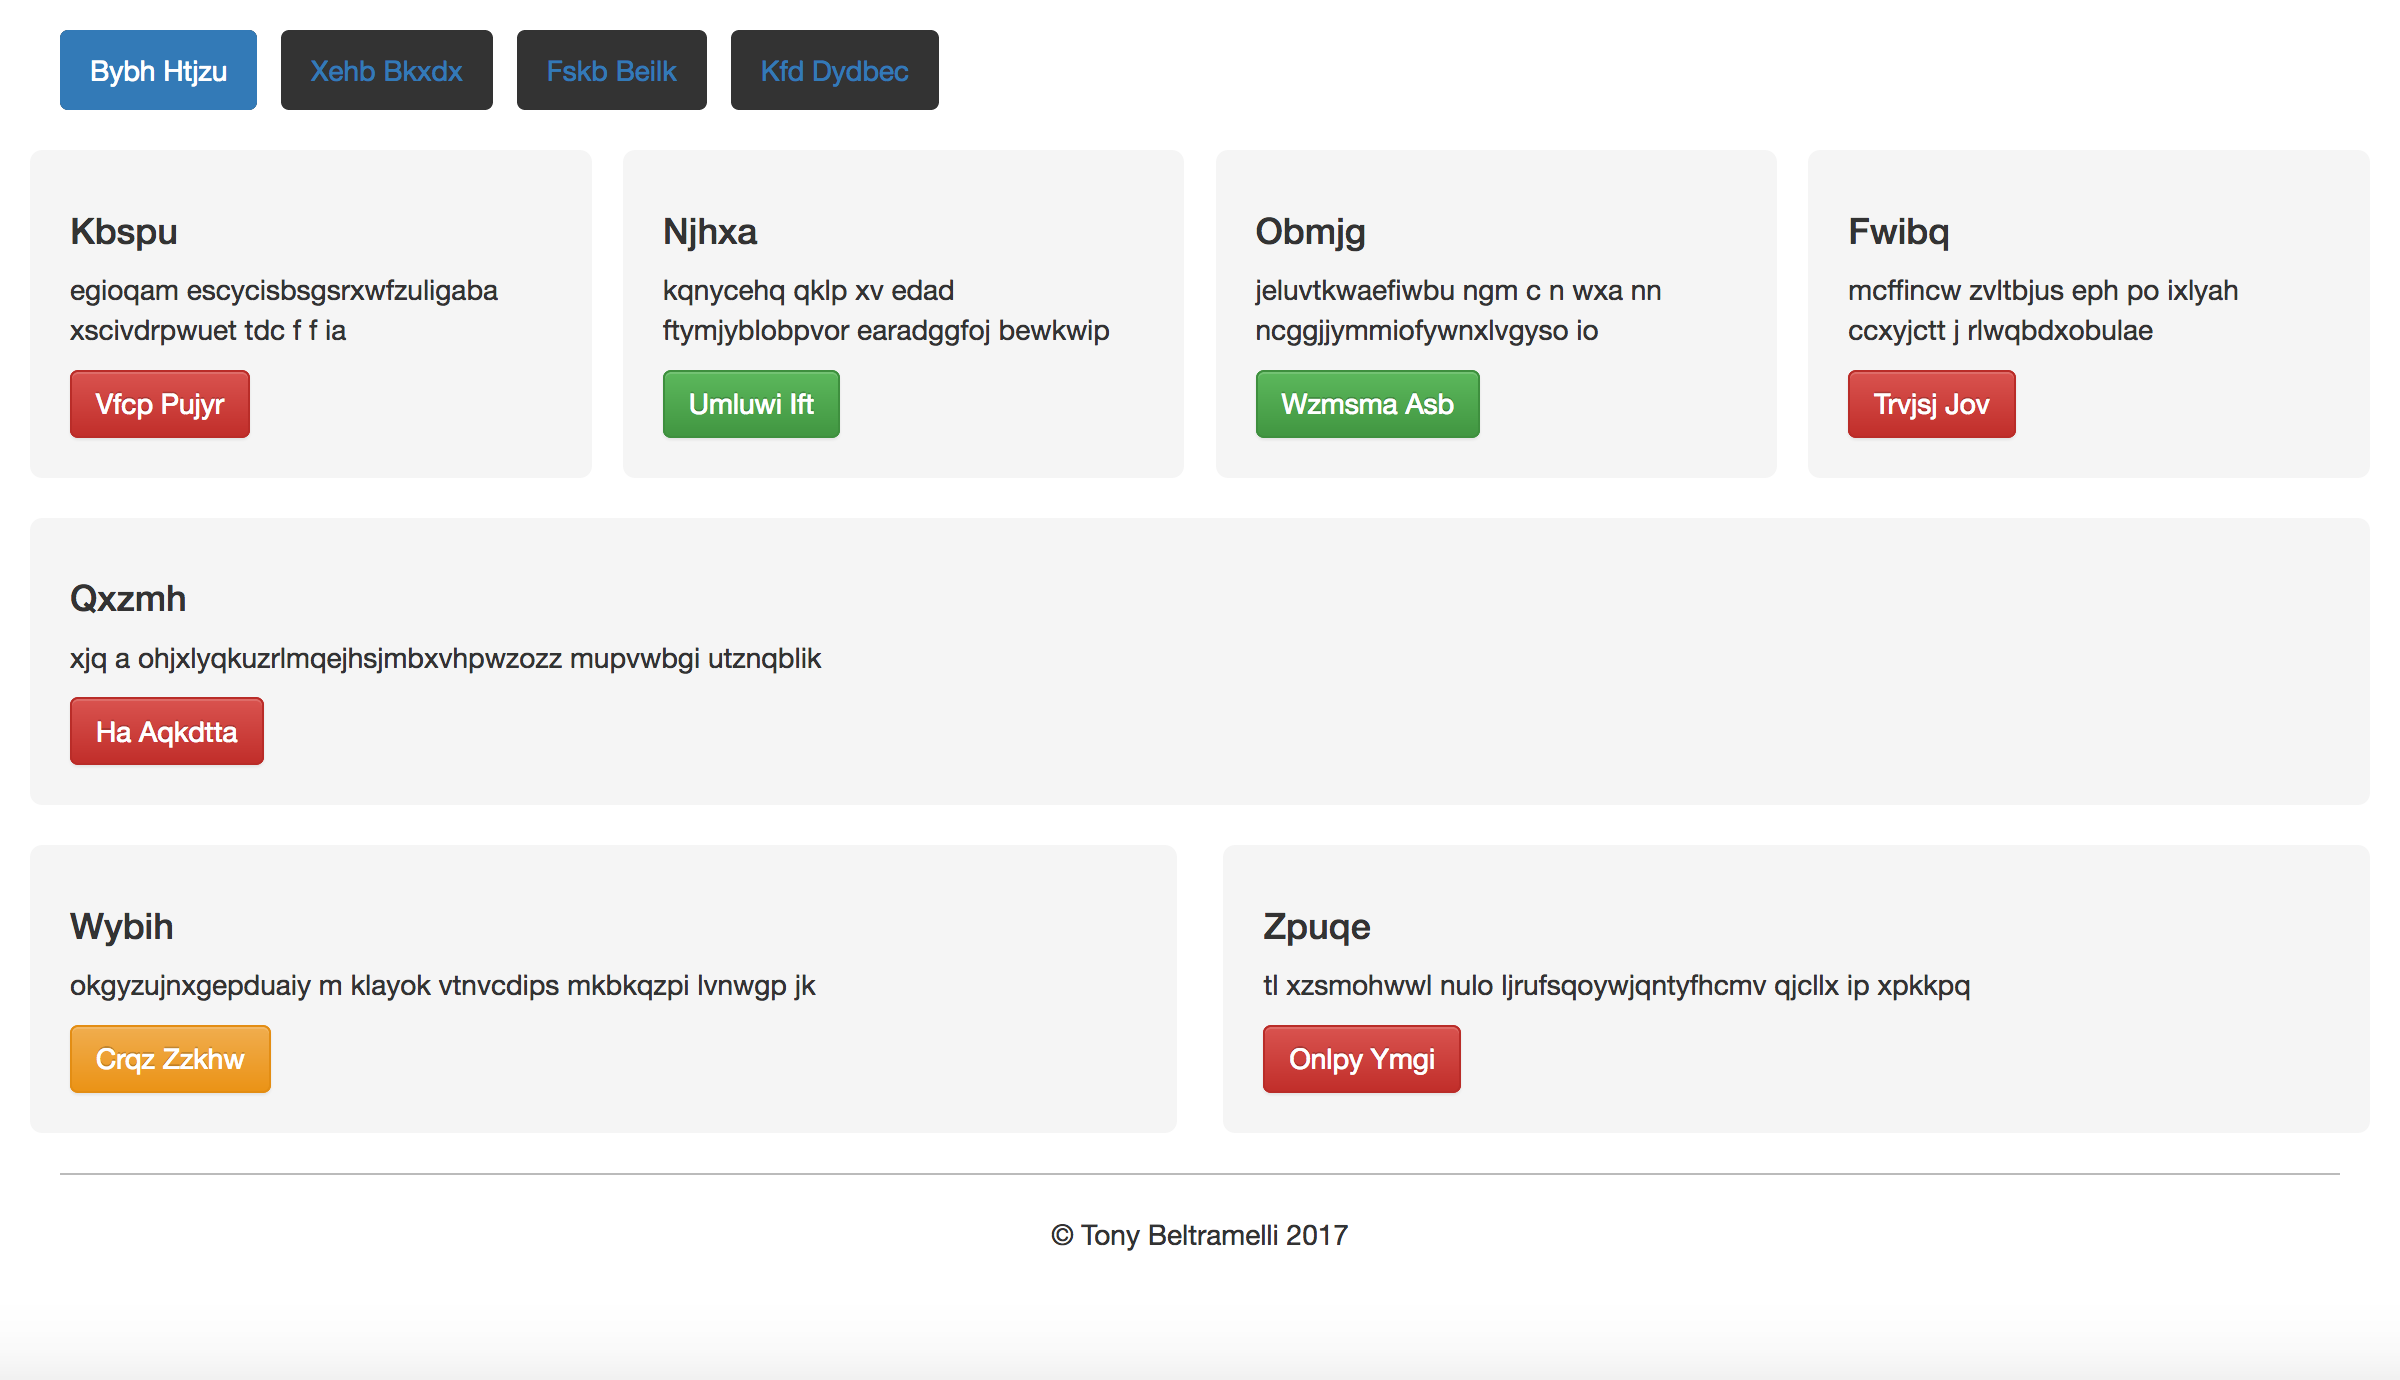 Bybh Htjzu Xehb Bkxdx Fskb Beilk Kfd Dydbec
Kbspu
egioqam escycisbsgsrxwfzuligaba
xscivdrpwuet tdc f f ia
Vfcp Pujyr
Njhxa
kqnycehq qklp xv edad
ftymjyblobpvor earadggfoj bewkwip
Umluwi Ift
Obmjg
jeluvtkwaefiwbu ngm c n wxa nn
ncggjjymmiofywnxlvgyso io
Wzmsma Asb
Fwibq
mcffincw zvltbjus eph po ixlyah
ccxyjctt j rlwqbdxobulae
Trvjsj Jov
Qxzmh
xjq a ohjxlyqkuzrlmqejhsjmbxvhpwzozz mupvwbgi utznqblik
Ha Aqkdtta
Wybih
okgyzujnxgepduaiy m klayok vtnvcdips mkbkqzpi lvnwgp jk
Crqz Zzkhw
Zpuqe
tl xzsmohwwl nulo ljrufsqoywjqntyfhcmv qjcllx ip xpkkpq
Onlpy Ymgi
© Tony Beltramelli 2017